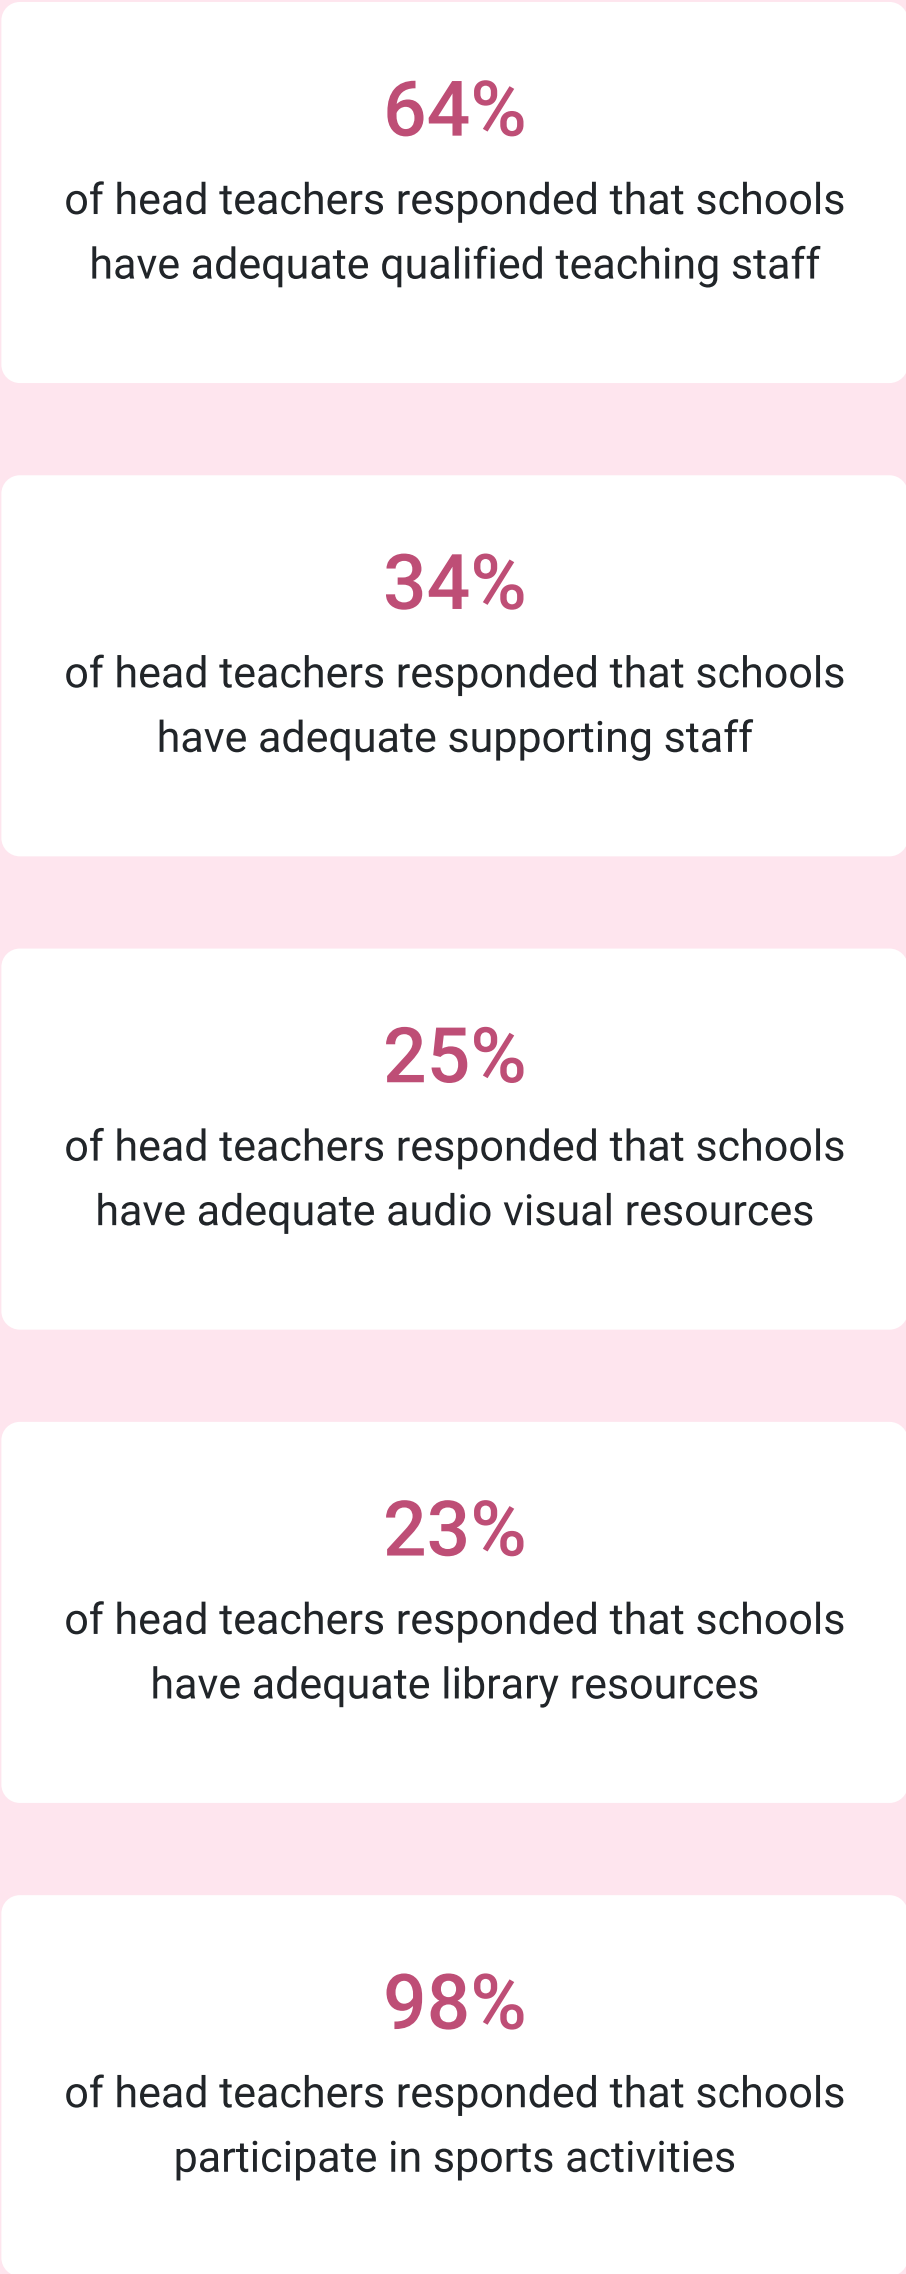 64%
of head teachers responded that schools
have adequate qualified teaching staff
34%
of head teachers responded that schools
have adequate supporting staff
25%
of head teachers responded that schools
have adequate audio visual resources
23%
of head teachers responded that schools
have adequate library resources
98%
of head teachers responded that schools
participate in sports activities